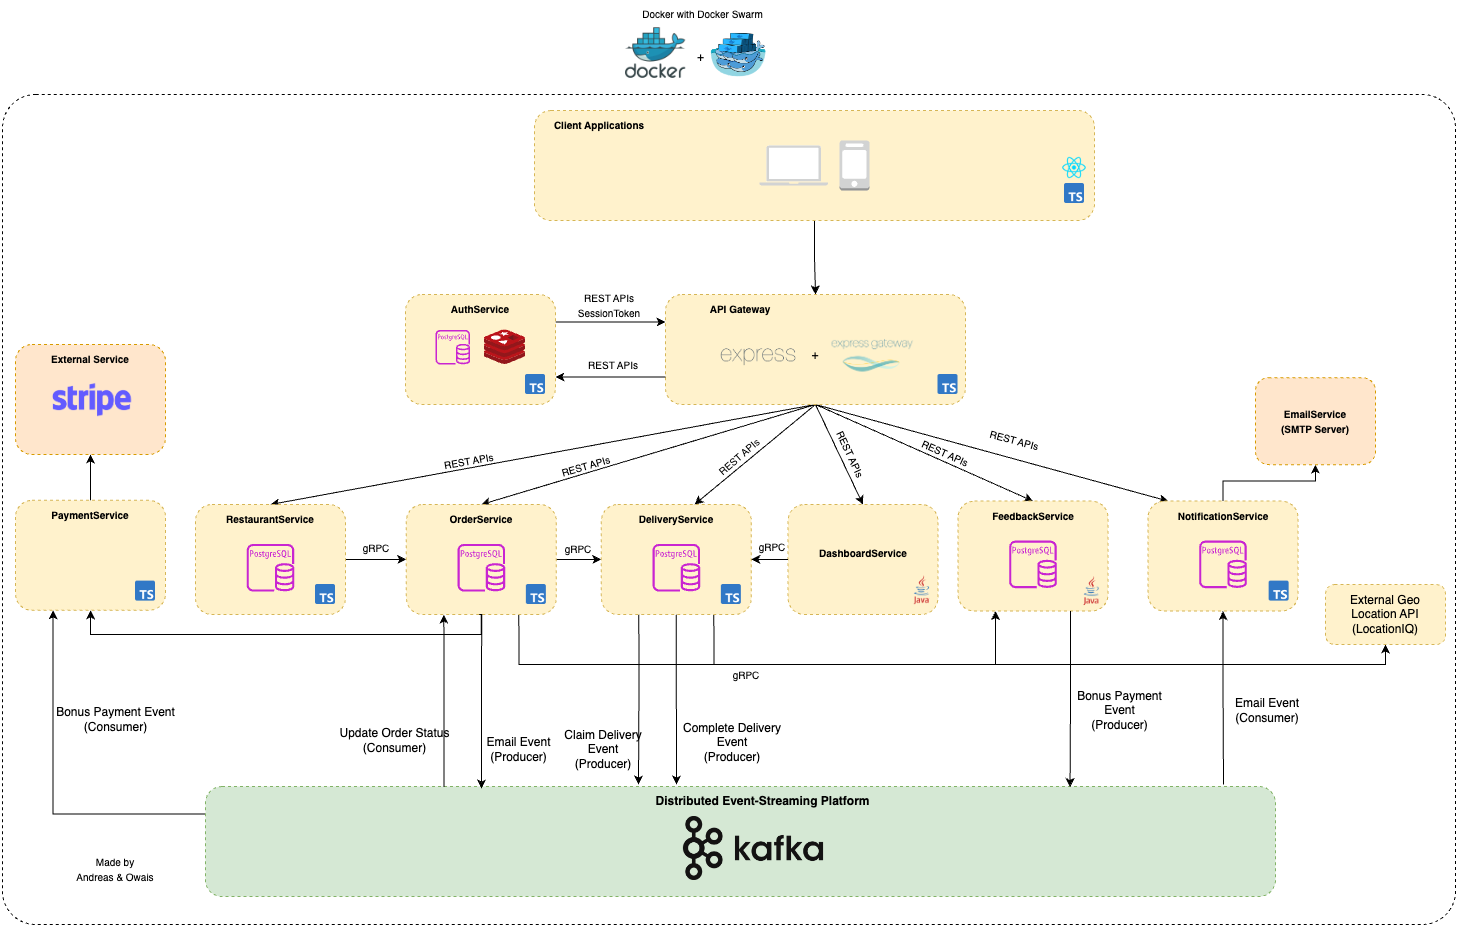 Docker with Docker Swarm
docker
+
Client Applications
TS
AuthService
PostgreSQL
TS
REST APIs
SessionToken
REST APIs
API Gateway
express
+
express gateway
TS
External Service
stripe
EmailService
(SMTP Server)
REST APIs
REST APIs
REST APIs
REST APIs
REST APIs
REST APIs
PaymentService
TS
RestaurantService
PostgreSQL
TS
gRPC
OrderService
PostgreSQL
TS
gRPC
DeliveryService
PostgreSQL
TS
gRPC
DashboardService
Java
FeedbackService
PostgreSQL
Java
NotificationService
PostgreSQL
TS
External Geo
Location API
(LocationIQ)
gRPC
Bonus Payment Event
(Consumer)
Update Order Status
(Consumer)
Email Event
(Producer)
Claim Delivery
Event
(Producer)
Complete Delivery
Event
(Producer)
Bonus Payment
Event
(Producer)
Email Event
(Consumer)
Distributed Event-Streaming Platform
kafka
Made by
Andreas & Owais